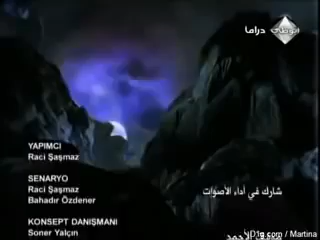 أبوظبي دراما
YAPIMCI
Raci Şaşmaz
SENARYO
Raci Şaşmaz
Bahadır Özdener
شارك في أداء الأصوات
KONSEPT DANIŞMANI
Soner Yalçın
.com / Martina